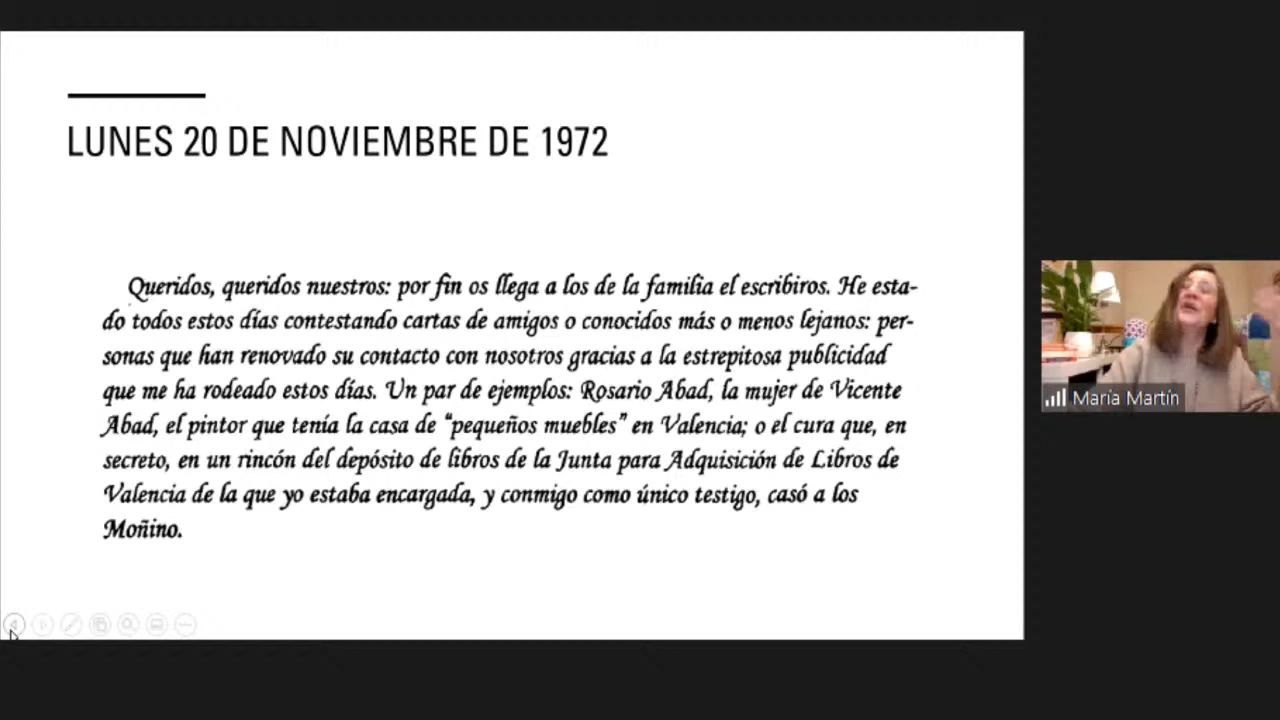 LUNES 20 DE NOVIEMBRE DE 1972
Queridos, queridos nuestros: por fin os llega a los de la familia el escribiros. He esta-
do todos estos días contestando cartas de amigos o conocidos más o menos lejanos: per-
sonas que han renovado su contacto con nosotros gracias a la estrepitosa publicidad
que me ha rodeado estos días. Un par de ejemplos: Rosario Abad, la mujer de Vicente
Abad, el pintor que tenía la casa de “pequeños muebles” en Valencia; o el cura que, en
secreto, en un rincón del depósito de libros de la Junta para Adquisición de Libros de
Valencia de la que yo estaba encargada, y conmigo como único testigo, casó a los
Moñino.
María Martín